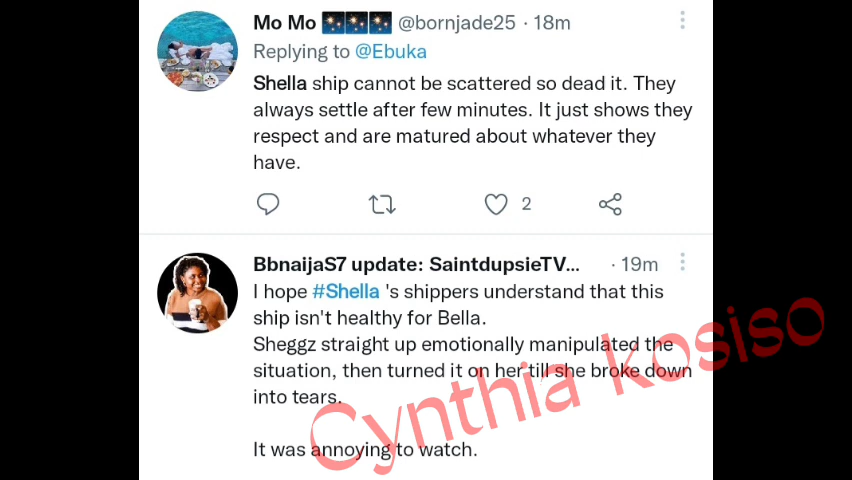 Mo Mo 🎇🎇🎇 @bornjade25 · 18m
Replying to @Ebuka
Shella ship cannot be scattered so dead it. They
always settle after few minutes. It just shows they
respect and are matured about whatever they
have.
2
BbnaijaS7 update: SaintdupsieTV... · 19m
I hope #Shella 's shippers understand that this
ship isn't healthy for Bella.
Sheggz straight up emotionally manipulated the
situation, then turned it on her till she broke down
into tears.
It was annoying to watch.
Cynthia kosiso